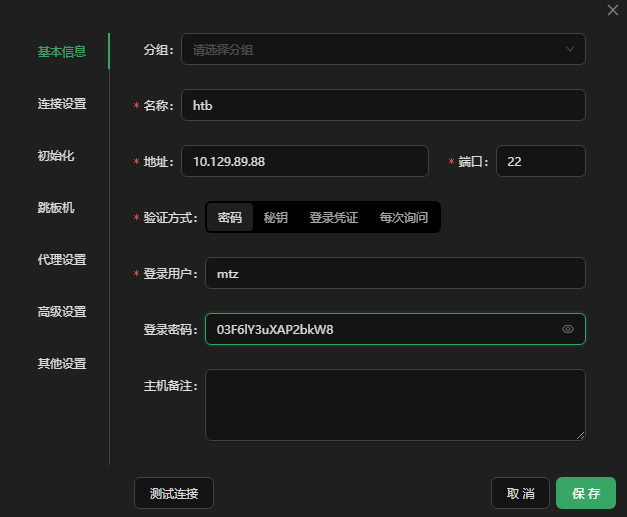 基本信息
分组: 请选择分组
连接设置
* 名称: htb
初始化
* 地址: 10.129.89.88 * 端口: 22
跳板机
* 验证方式: 密码 秘钥 登录凭证 每次询问
代理设置
* 登录用户: mtz
高级设置
登录密码: 03F6lY3uXAP2bkW8
其他设置
主机备注:
测试连接 取 消 保 存